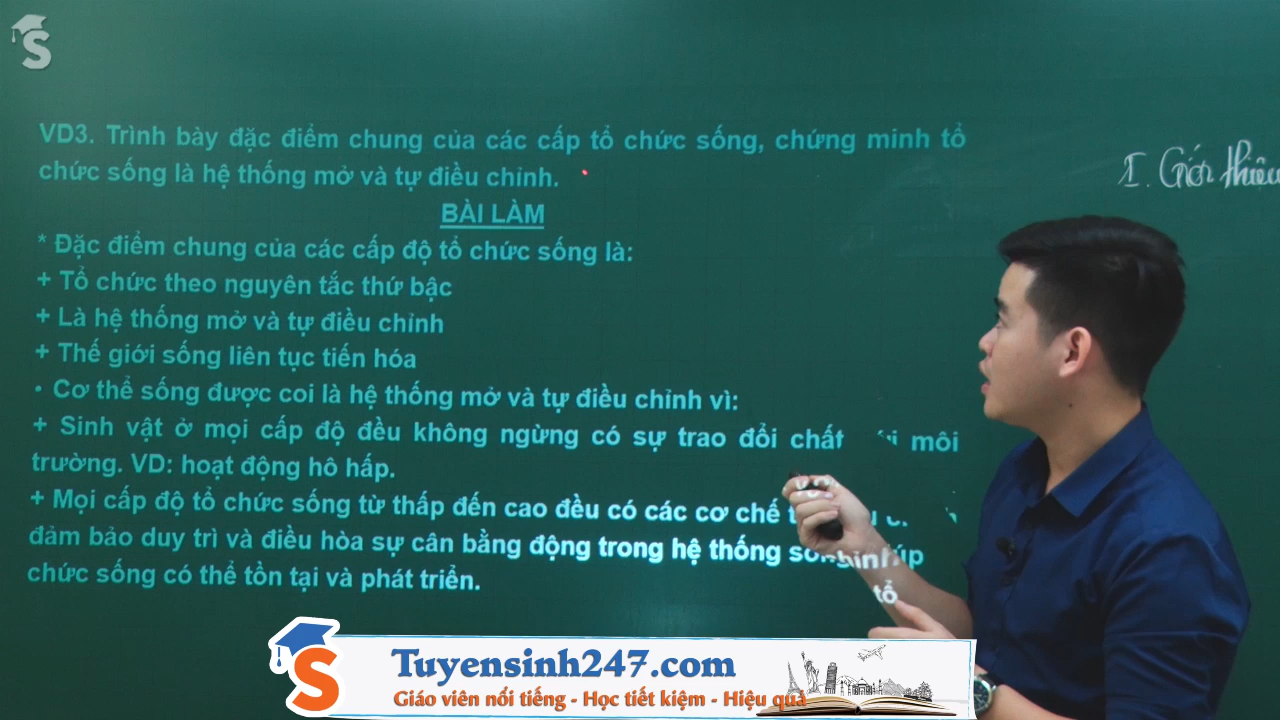 S
VD3. Trình bày đặc điểm chung của các cấp tổ chức sống, chứng minh tổ
chức sống là hệ thống mở và tự điều chỉnh.
I. Giới thiệu
BÀI LÀM
* Đặc điểm chung của các cấp độ tổ chức sống là:
+ Tổ chức theo nguyên tắc thứ bậc
+ Là hệ thống mở và tự điều chỉnh
+ Thế giới sống liên tục tiến hóa
• Cơ thể sống được coi là hệ thống mở và tự điều chỉnh vì:
+ Sinh vật ở mọi cấp độ đều không ngừng có sự trao đổi chất môi
trường. VD: hoạt động hô hấp.
+ Mọi cấp độ tổ chức sống từ thấp đến cao đều có các cơ chế
đảm bảo duy trì và điều hòa sự cân bằng động trong hệ thống sống
tổ
chức sống có thể tồn tại và phát triển.
S
Tuyensinh247.com
Giáo viên nổi tiếng - Học tiết kiệm - Hiệu quả